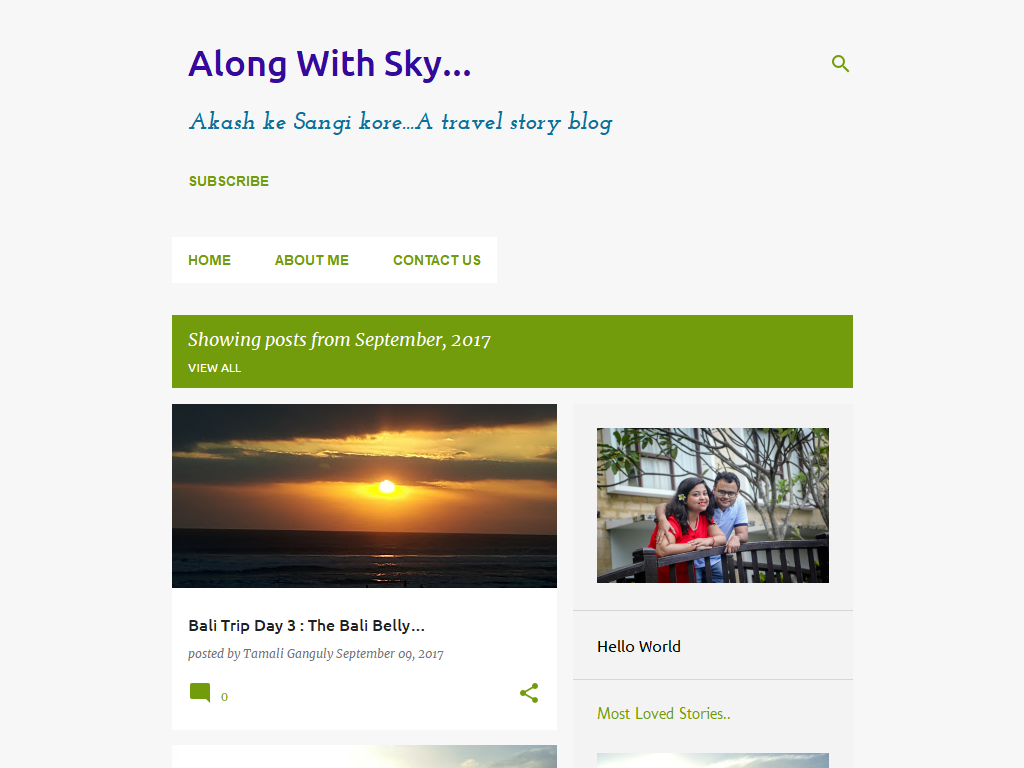 Along With Sky...
Akash ke Sangi kore...A travel story blog
SUBSCRIBE
HOME ABOUT ME CONTACT US
Showing posts from September, 2017
VIEW ALL
Bali Trip Day 3 : The Bali Belly...
posted by Tamali Ganguly September 09, 2017
0
Hello World
Most Loved Stories..